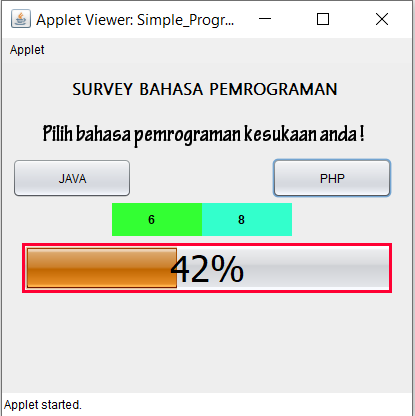 Applet Viewer: Simple_Progr...
Applet
SURVEY BAHASA PEMROGRAMAN
Pilih bahasa pemrograman kesukaan anda !
JAVA PHP
6 8
42%
Applet started.